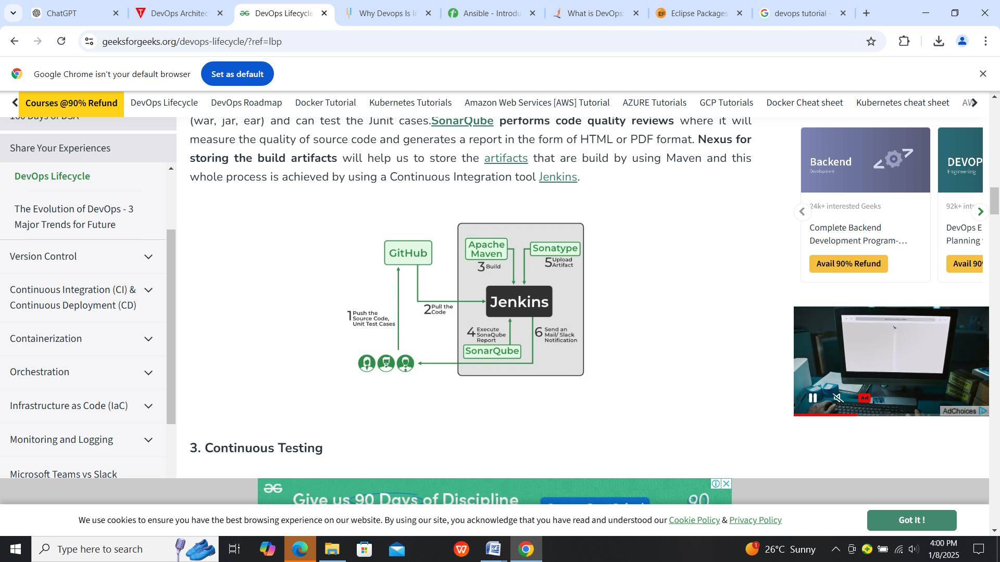 ChatGPT
DevOps Architec
DevOps Lifecycle
Why Devops Is In
Ansible - Introdu
What is DevOps:
Eclipse Packages
devops tutorial -
geeksforgeeks.org/devops-lifecycle/?ref=lbp
Google Chrome isn't your default browser
Set as default
Courses @90% Refund
DevOps Lifecycle
DevOps Roadmap
Docker Tutorial
Kubernetes Tutorials
Amazon Web Services [AWS] Tutorial
AZURE Tutorials
GCP Tutorials
Docker Cheat sheet
Kubernetes cheat sheet
AW
160 Days of DSA
Share Your Experiences
DevOps Lifecycle
The Evolution of DevOps - 3
Major Trends for Future
Version Control
Continuous Integration (CI) &
Continuous Deployment (CD)
Containerization
Orchestration
Infrastructure as Code (IaC)
Monitoring and Logging
Microsoft Teams vs Slack
(war, jar, ear) and can test the Junit cases.SonarQube performs code quality reviews where it will
measure the quality of source code and generates a report in the form of HTML or PDF format. Nexus for
storing the build artifacts will help us to store the artifacts that are build by using Maven and this
whole process is achieved by using a Continuous Integration tool Jenkins.
GitHub
Apache
Maven
3 Build
Sonatype
5 Upload
Artifact
Jenkins
2 Pull the
Code
1 Push the
Source Code,
Unit Test Cases
4 Execute
SonaQube
Report
6 Send an
Mail/ Slack
Notification
SonarQube
3. Continuous Testing
Backend
Development
24k+ interested Geeks
Complete Backend
Development Program-...
Avail 90% Refund
DEVOP
Engineering
92k+ inte
DevOps E
Planning
Avail 90
URGENT
URGENT
Ad
AdChoices
Give us 90 Days of Discipline
90
We use cookies to ensure you have the best browsing experience on our website. By using our site, you acknowledge that you have read and understood our Cookie Policy & Privacy Policy
Got It !
Type here to search
1
26°C Sunny
4:00 PM
1/8/2025